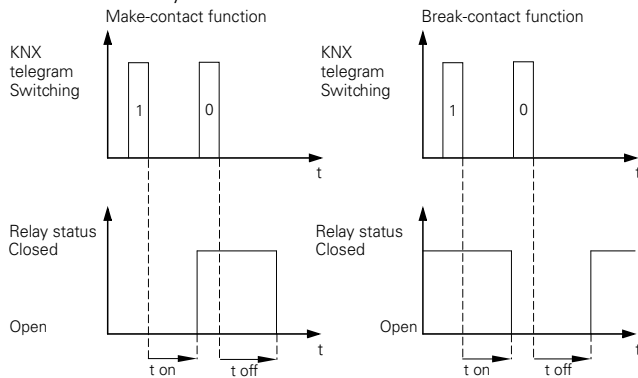 Make-contact function
KNX
telegram
Switching
1
0
t
Relay status
Closed
Open
t
t on
t off
Break-contact function
KNX
telegram
Switching
1
0
t
Relay status
Closed
Open
t
t on
t off